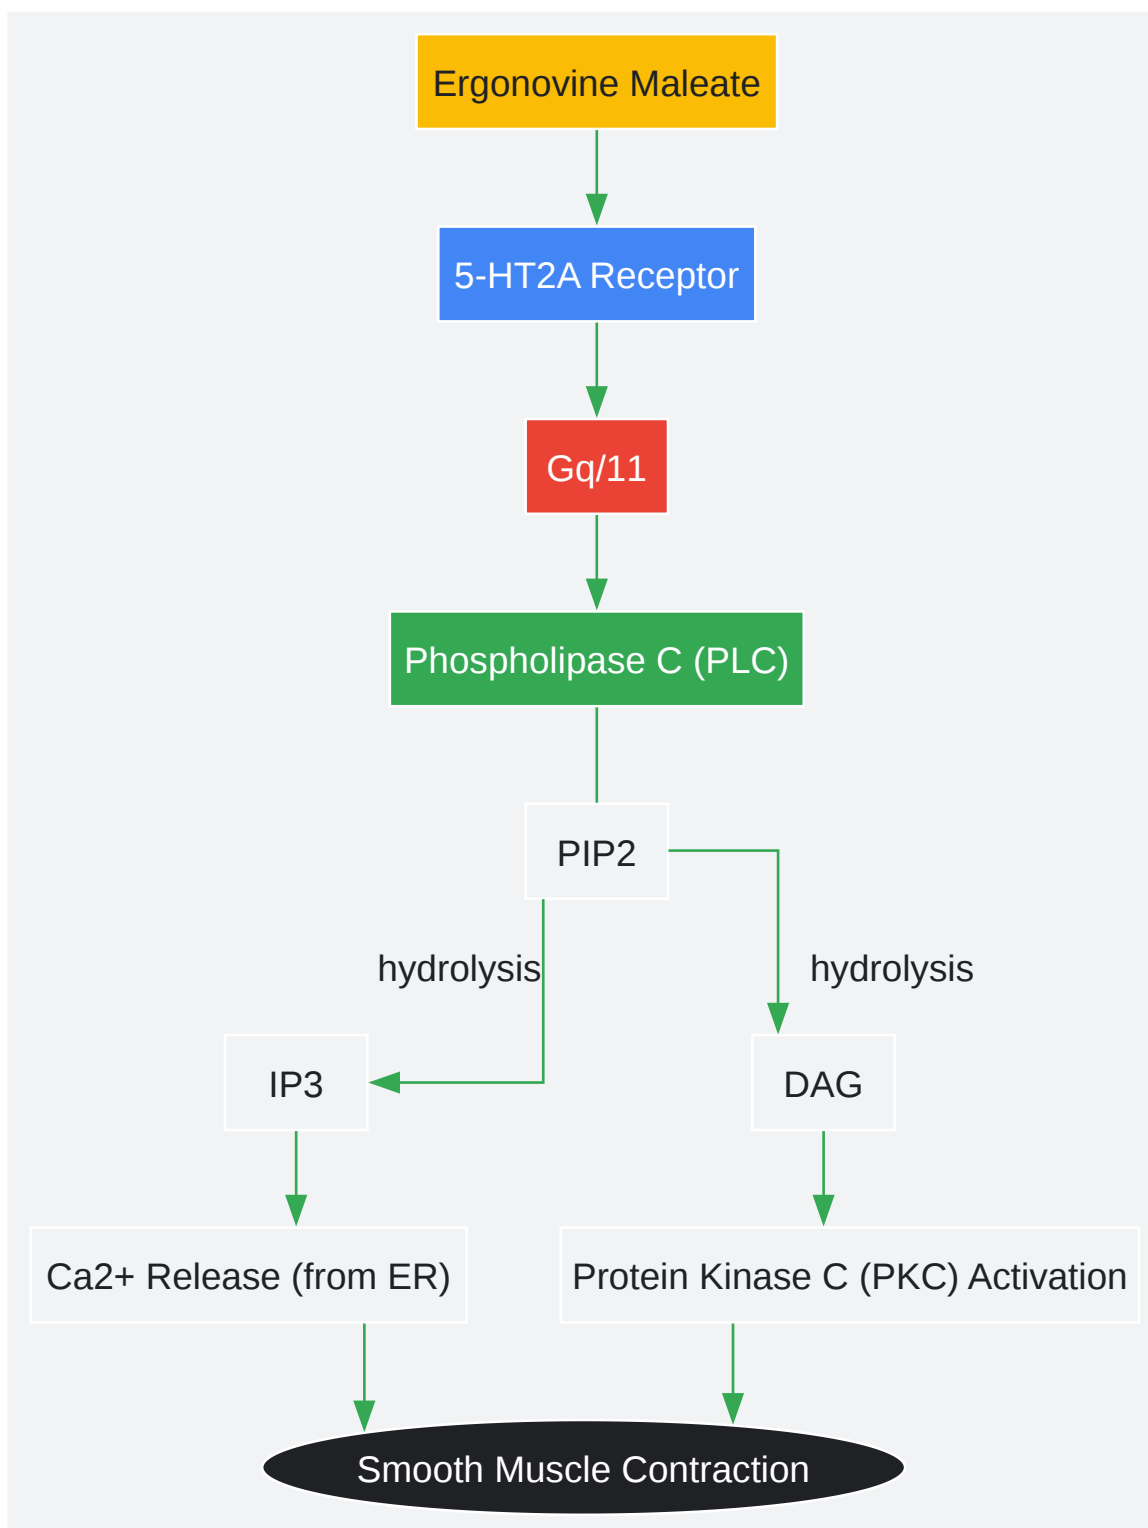 Ergonovine Maleate
5-HT2A Receptor
Gq/11
Phospholipase C (PLC)
PIP2
hydrolysis
hydrolysis
IP3
DAG
Ca2+ Release (from ER)
Protein Kinase C (PKC) Activation
Smooth Muscle Contraction